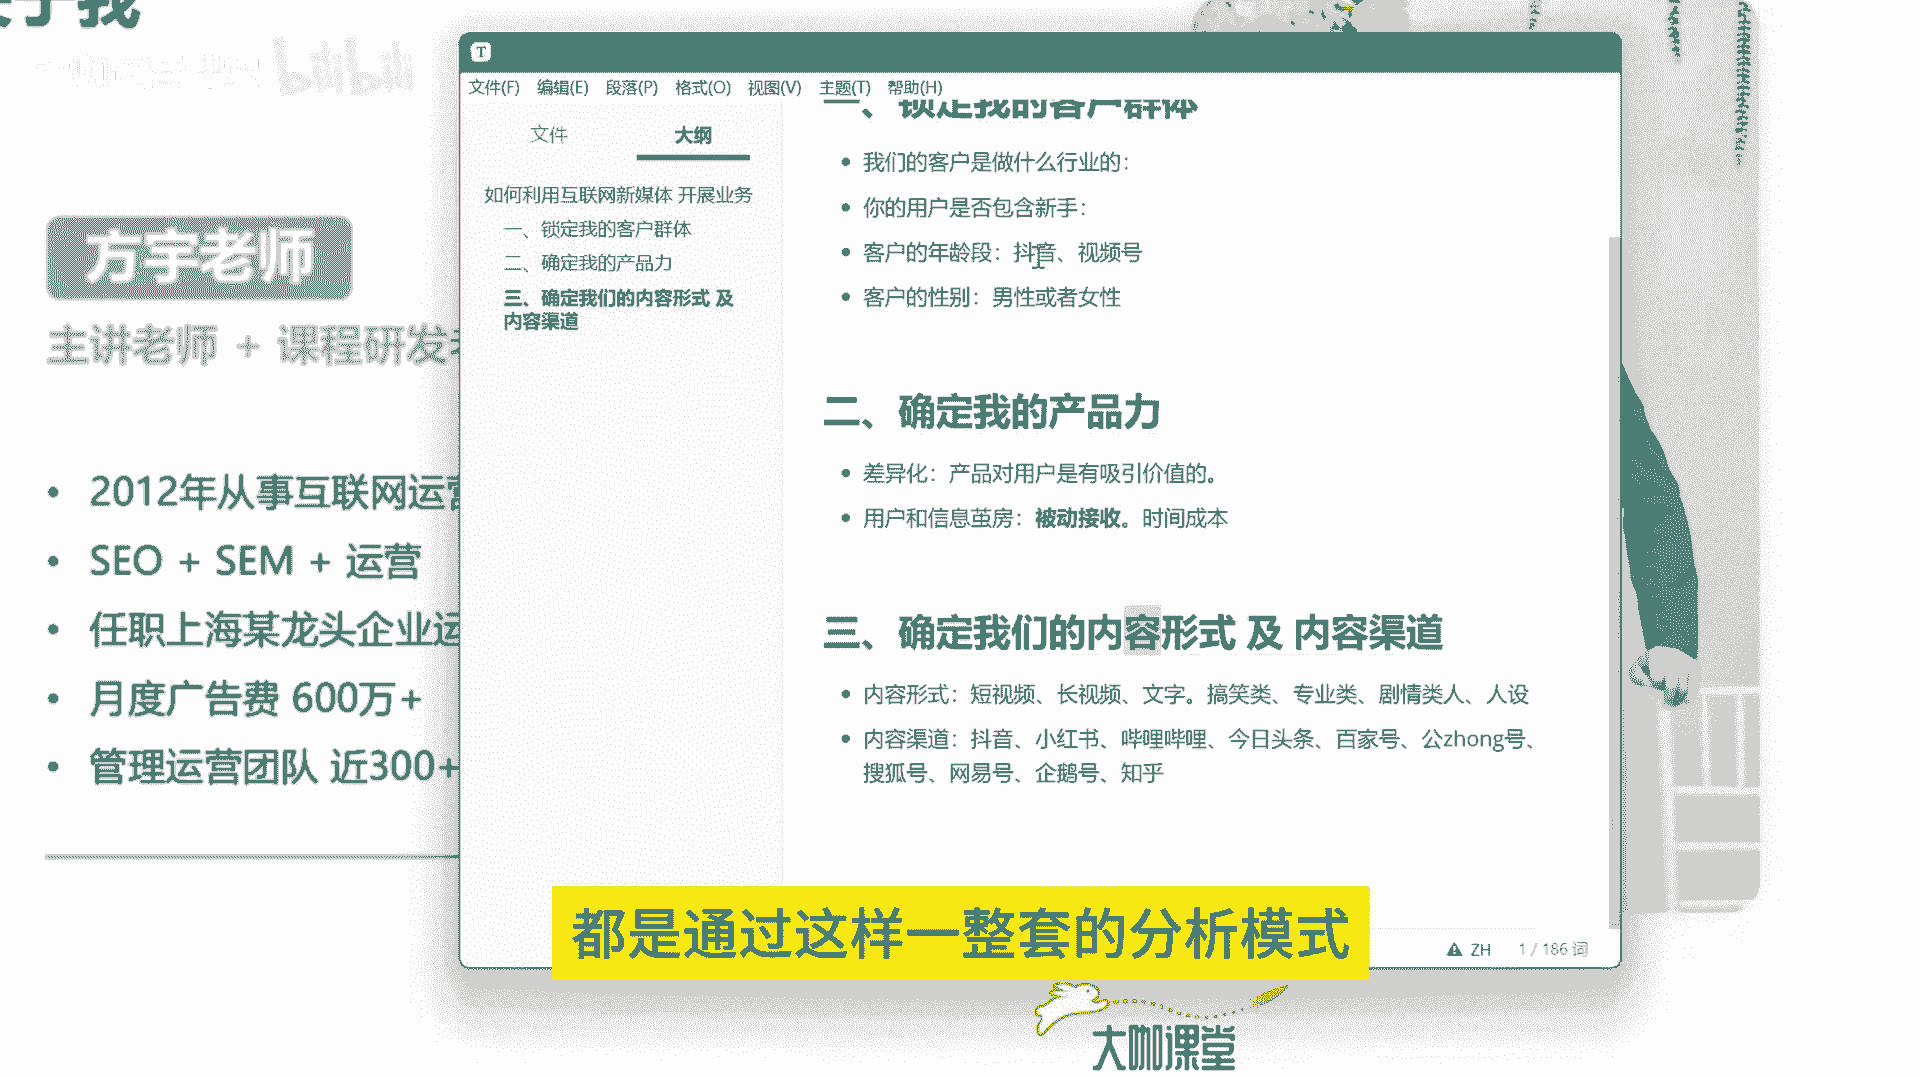 bilibili
方宇老师
主讲老师 + 课程研发
• 2012年从事互联网运营
• SEO + SEM + 运营
• 任职上海某龙头企业运
• 月度广告费 600万+
• 管理运营团队 近300+
T
文件(F) 编辑(E) 段落(P) 格式(O) 视图(V) 主题(T) 帮助(H)
文件 大纲
如何利用互联网新媒体 开展业务
一、锁定我的客户群体
二、确定我的产品力
三、确定我们的内容形式 及
内容渠道
一、锁定我的客户群体
• 我们的客户是做什么行业的：
• 你的用户是否包含新手：
• 客户的年龄段：抖音、视频号
• 客户的性别：男性或者女性
二、确定我的产品力
• 差异化：产品对用户是有吸引价值的。
• 用户和信息茧房：被动接收。时间成本
三、确定我们的内容形式 及 内容渠道
• 内容形式：短视频、长视频、文字。搞笑类、专业类、剧情类人、人设
• 内容渠道：抖音、小红书、哔哩哔哩、今日头条、百家号、公zhong号、
搜狐号、网易号、企鹅号、知乎
都是通过这样一整套的分析模式
ZH 1 / 186 词
大咖课堂